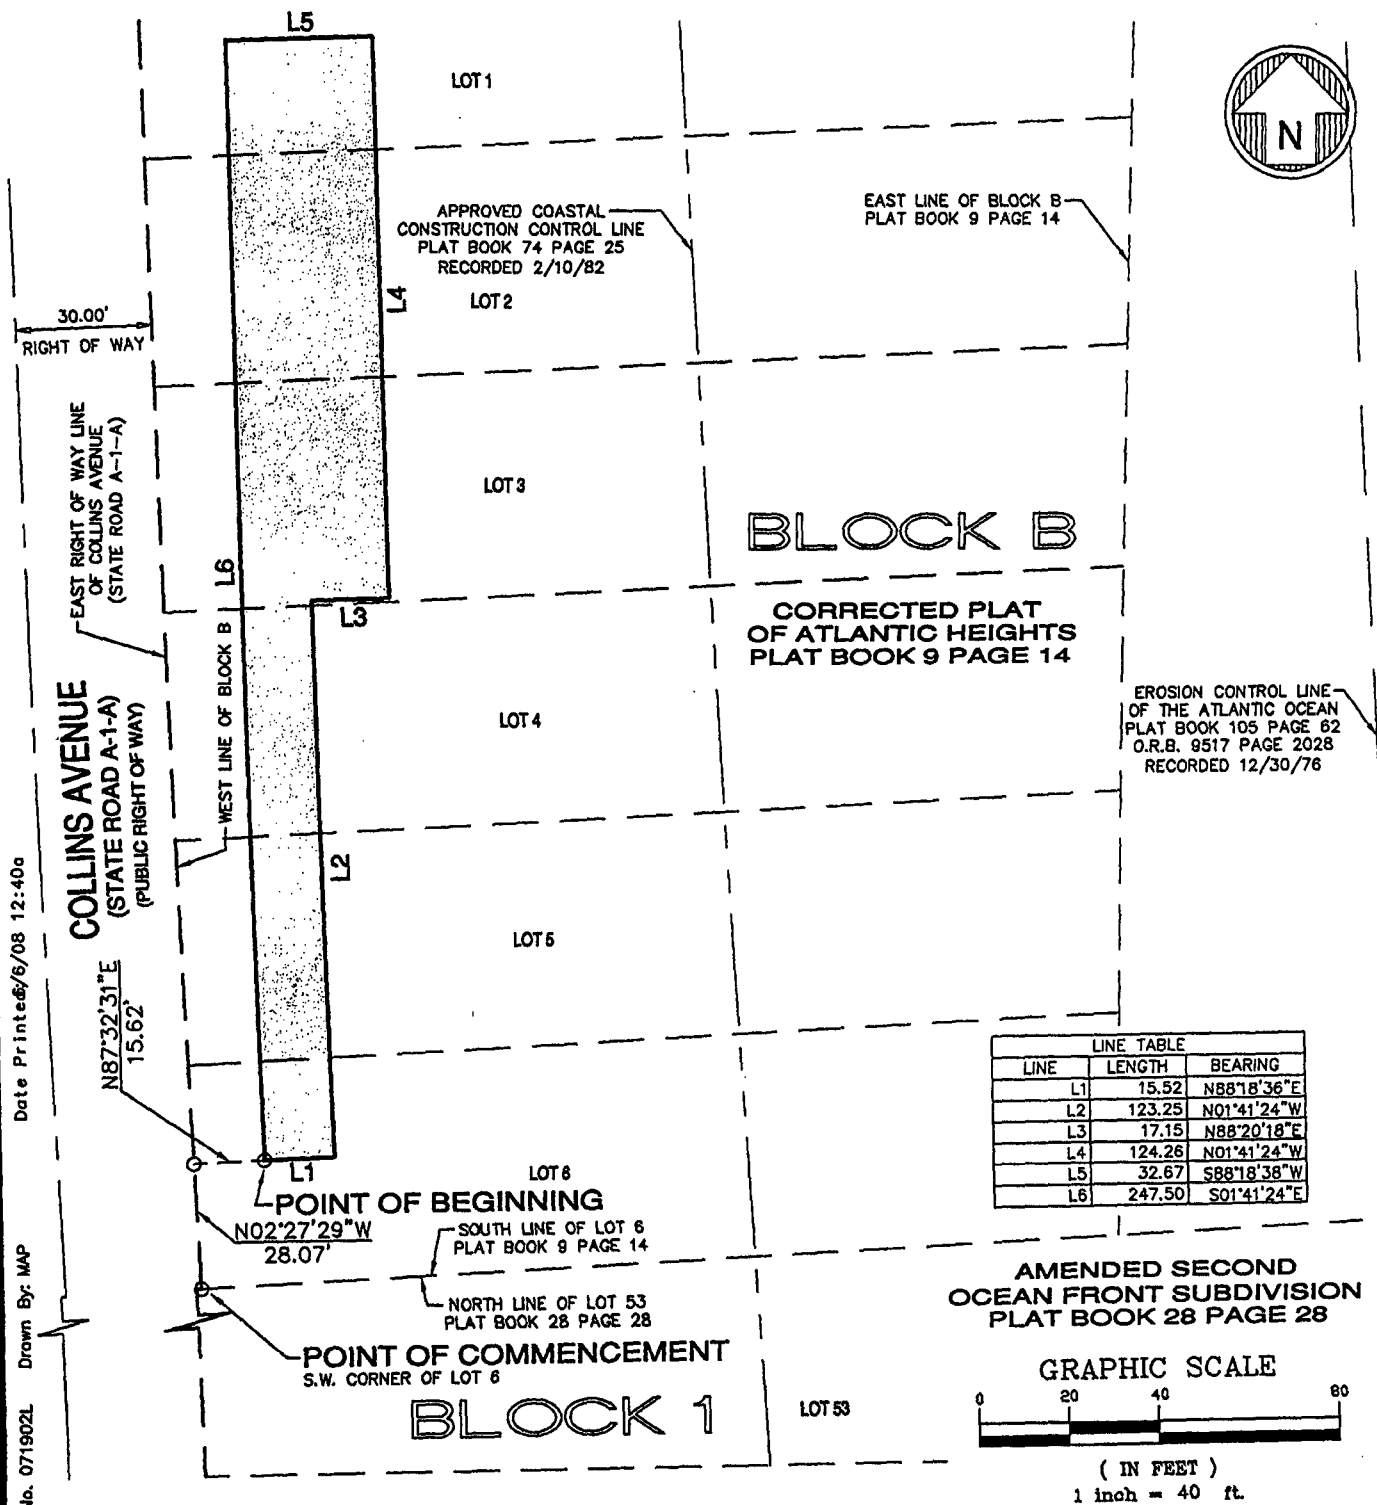 L5
LOT 1
N
APPROVED COASTAL
CONSTRUCTION CONTROL LINE
PLAT BOOK 74 PAGE 25
RECORDED 2/10/82
EAST LINE OF BLOCK B
PLAT BOOK 9 PAGE 14
L4
LOT 2
30.00'
RIGHT OF WAY
EAST RIGHT OF WAY LINE
OF COLLINS AVENUE
(STATE ROAD A-1-A)
LOT 3
BLOCK B
L6
L3
CORRECTED PLAT
OF ATLANTIC HEIGHTS
PLAT BOOK 9 PAGE 14
WEST LINE OF BLOCK B
COLLINS AVENUE
(STATE ROAD A-1-A)
(PUBLIC RIGHT OF WAY)
LOT 4
EROSION CONTROL LINE
OF THE ATLANTIC OCEAN
PLAT BOOK 105 PAGE 62
O.R.B. 9517 PAGE 2028
RECORDED 12/30/76
L2
LOT 5
N87°32'31"E
15.62'
LINE TABLE
LINE LENGTH BEARING
L1 15.52 N88°18'36"E
L2 123.25 N01°41'24"W
L3 17.15 N88°20'18"E
L4 124.26 N01°41'24"W
L5 32.67 S88°18'38"W
L6 247.50 S01°41'24"E
L1
LOT 6
POINT OF BEGINNING
N02°27'29"W
28.07'
SOUTH LINE OF LOT 6
PLAT BOOK 9 PAGE 14
NORTH LINE OF LOT 53
PLAT BOOK 28 PAGE 28
AMENDED SECOND
OCEAN FRONT SUBDIVISION
PLAT BOOK 28 PAGE 28
POINT OF COMMENCEMENT
S.W. CORNER OF LOT 6
BLOCK 1
LOT 53
GRAPHIC SCALE
0 20 40 80
( IN FEET )
1 inch = 40 ft.
No. 071902L Drawn By: MAP Date Printed: /6/08 12:40a